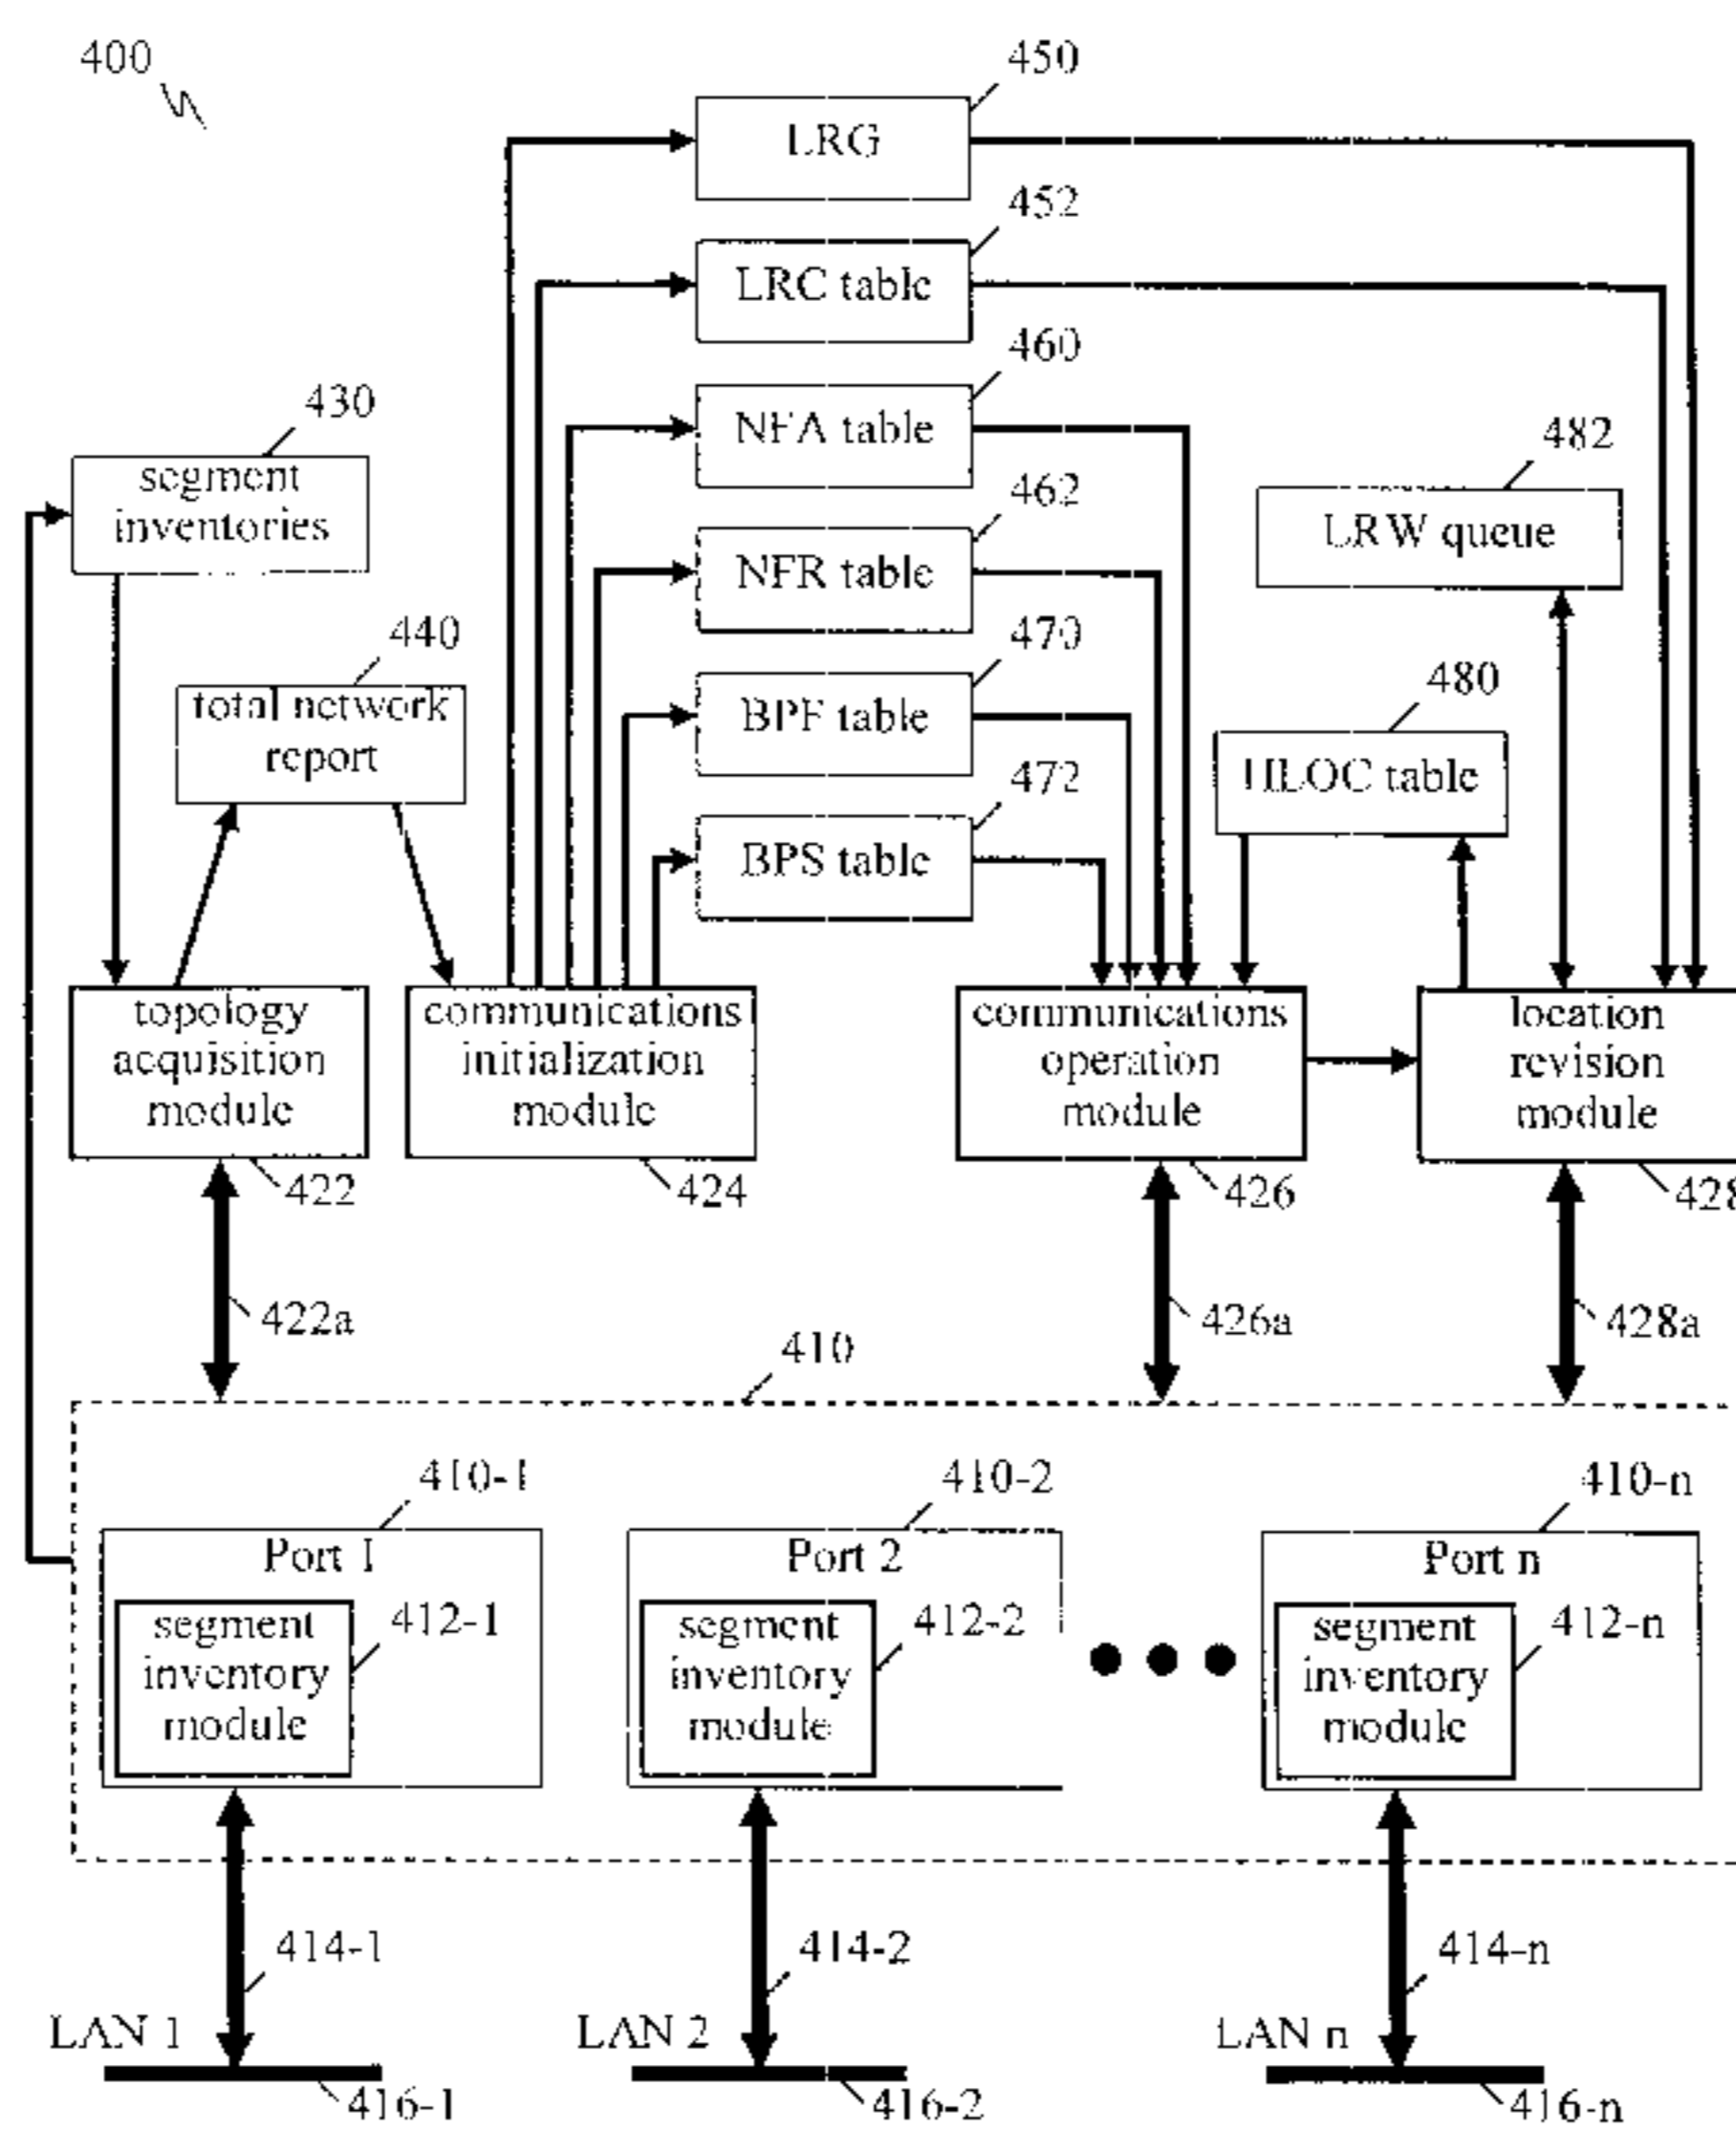 400
450
LRG
452
LRC table
460
NFA table
430
segment
inventories
482
LRW queue
462
NFR table
440
total network
report
470
BPF table
480
HLOC table
472
BPS table
topology
acquisition
module
communications
initialization
module
communications
operation
module
location
revision
module
422
424
426
428
422a
426a
428a
410
410-1
410-2
410-n
Port 1
Port 2
Port n
segment
inventory
module
412-1
segment
inventory
module
412-2
segment
inventory
module
412-n
414-1
414-2
414-n
LAN 1
LAN 2
LAN n
416-1
416-2
416-n